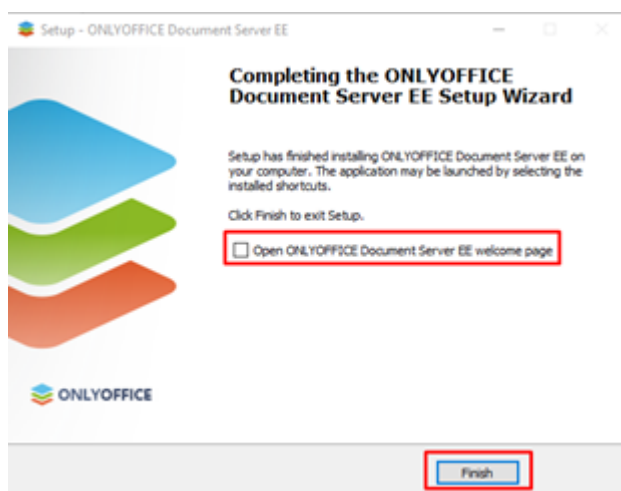 Setup - ONLYOFFICE Document Server EE
Completing the ONLYOFFICE
Document Server EE Setup Wizard
Setup has finished installing ONLYOFFICE Document Server EE on
your computer. The application may be launched by selecting the
installed shortcuts.
Click Finish to exit Setup.
Open ONLYOFFICE Document Server EE welcome page
ONLYOFFICE
Finish